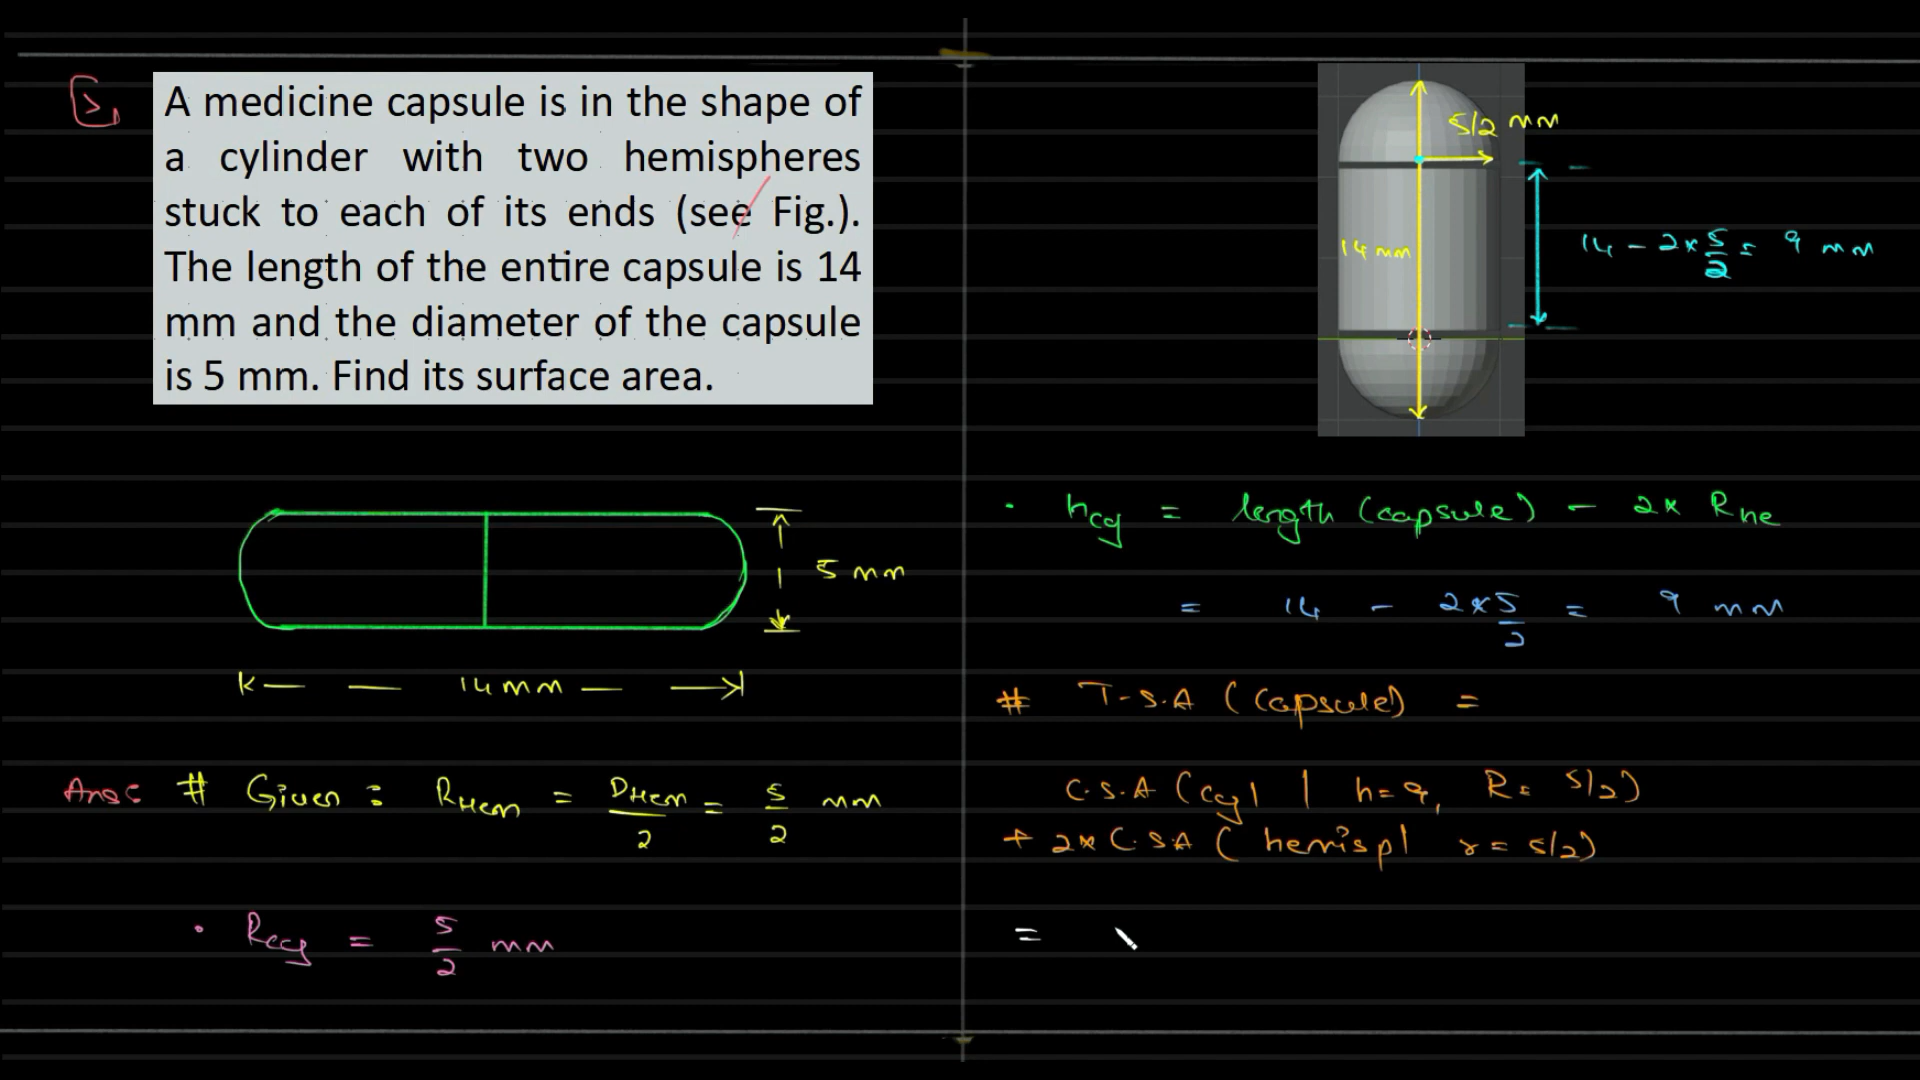 A medicine capsule is in the shape of
a cylinder with two hemispheres
stuck to each of its ends (see Fig.).
The length of the entire capsule is 14
mm and the diameter of the capsule
is 5 mm. Find its surface area.
5 mm
14 mm
Ans: # Given : R_Hem = D_Hem/2 = 5/2 mm
• R_cy = 5/2 mm
5/2 mm
14 mm
14 - 2×5/2 = 9 mm
• h_cy = length (capsule) - 2× R_he
= 14 - 2×5/2 = 9 mm
# T.S.A (capsule) =
C.S.A (cy | h=9, R= 5/2)
+ 2× C.S.A (hemisp | r = 5/2)
=